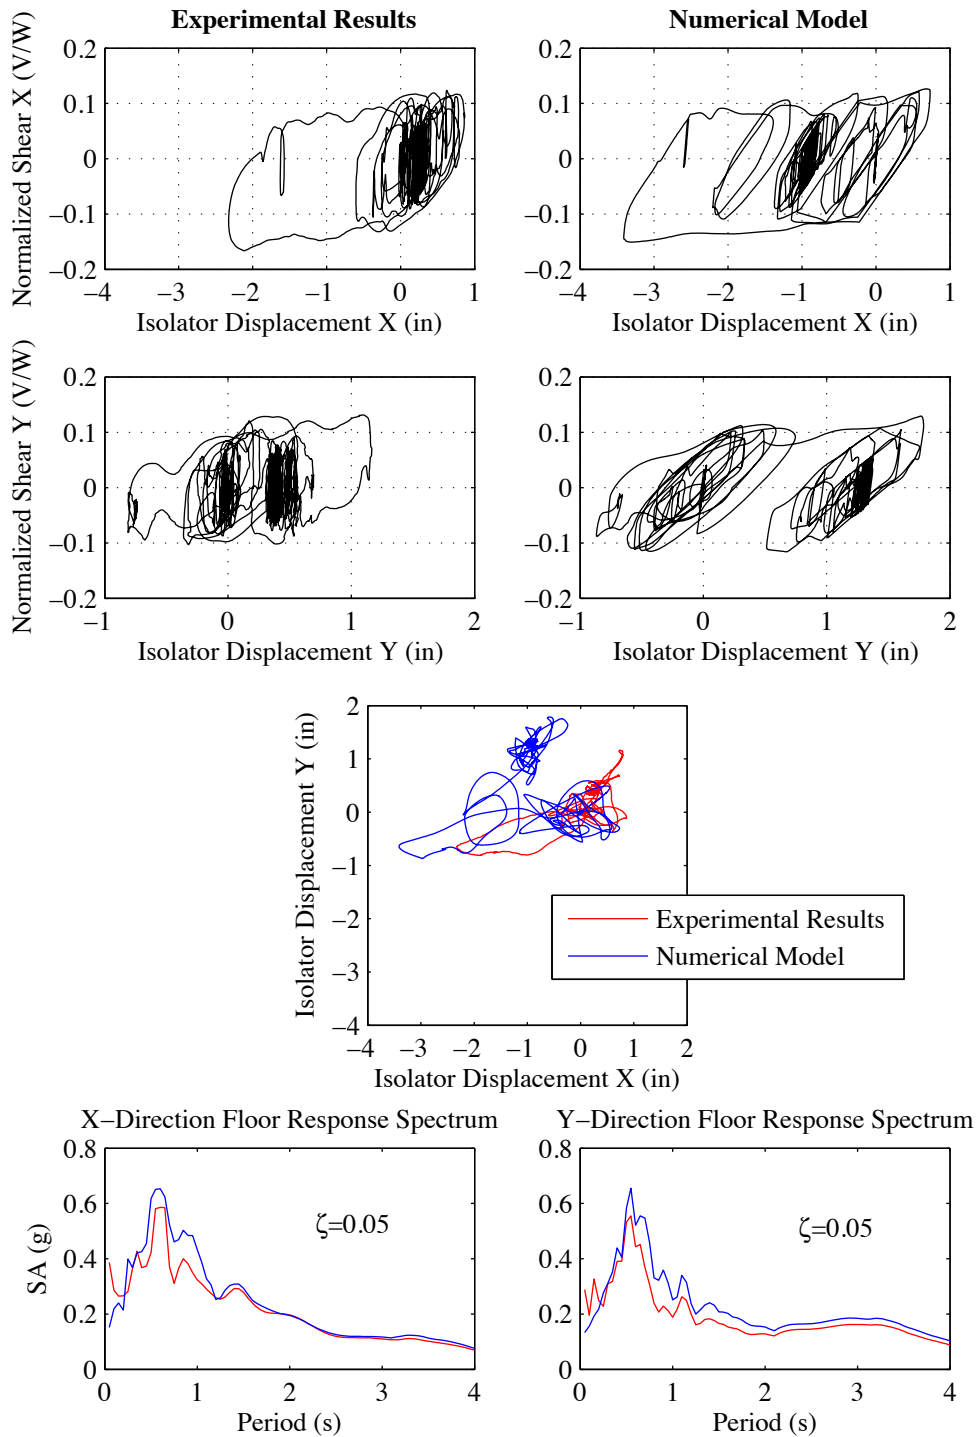 Experimental Results
Numerical Model
Normalized Shear X (V/W)
0.2
0.1
0
−0.1
−0.2
−4 −3 −2 −1 0 1
Isolator Displacement X (in)
0.2
0.1
0
−0.1
−0.2
−4 −3 −2 −1 0 1
Isolator Displacement X (in)
Normalized Shear Y (V/W)
0.2
0.1
0
−0.1
−0.2
−1 0 1 2
Isolator Displacement Y (in)
0.2
0.1
0
−0.1
−0.2
−1 0 1 2
Isolator Displacement Y (in)
Isolator Displacement Y (in)
2
1
0
−1
−2
−3
−4
−4 −3 −2 −1 0 1 2
Isolator Displacement X (in)
Experimental Results
Numerical Model
X−Direction Floor Response Spectrum
SA (g)
0.8
0.6
0.4
0.2
0
ζ=0.05
0 1 2 3 4
Period (s)
Y−Direction Floor Response Spectrum
0.8
0.6
0.4
0.2
0
ζ=0.05
0 1 2 3 4
Period (s)